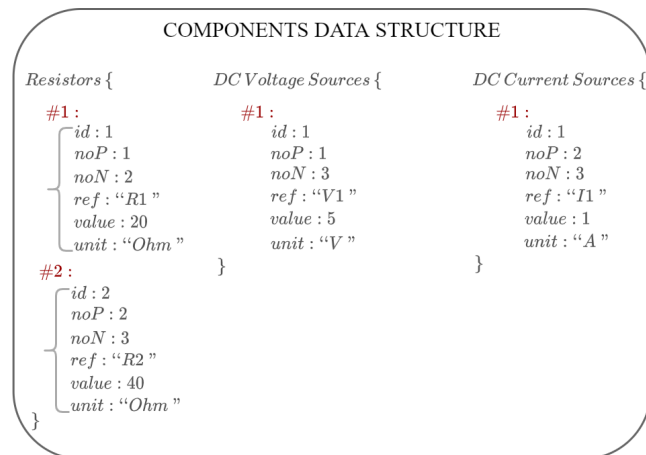 COMPONENTS DATA STRUCTURE
Resistors {
#1 :
id : 1
noP : 1
noN : 2
ref : “R1 ”
value : 20
unit : “Ohm ”
#2 :
id : 2
noP : 2
noN : 3
ref : “R2 ”
value : 40
unit : “Ohm ”
}
DC Voltage Sources {
#1 :
id : 1
noP : 1
noN : 3
ref : “V1 ”
value : 5
unit : “V ”
}
DC Current Sources {
#1 :
id : 1
noP : 2
noN : 3
ref : “I1 ”
value : 1
unit : “A ”
}